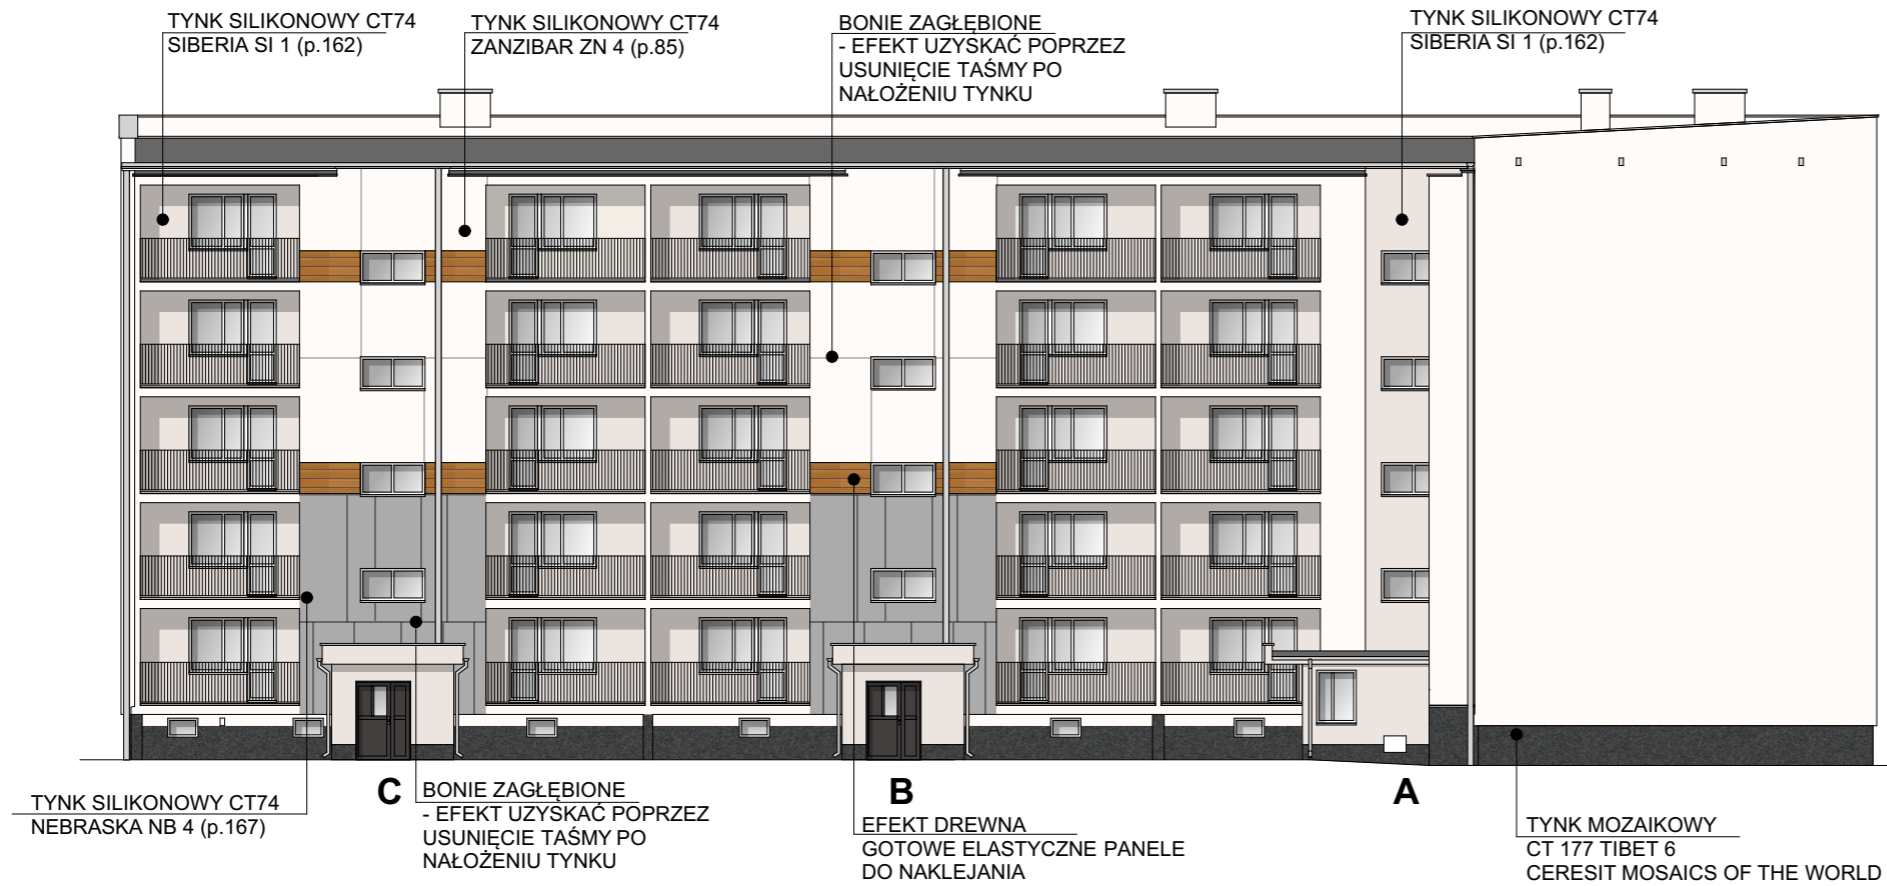 TYNK SILIKONOWY CT74
SIBERIA SI 1 (p.162)
TYNK SILIKONOWY CT74
ZANZIBAR ZN 4 (p.85)
BONIE ZAGŁĘBIONE
- EFEKT UZYSKAĆ POPRZEZ
USUNIĘCIE TAŚMY PO
NAŁOŻENIU TYNKU
TYNK SILIKONOWY CT74
SIBERIA SI 1 (p.162)
C
B
A
TYNK SILIKONOWY CT74
NEBRASKA NB 4 (p.167)
BONIE ZAGŁĘBIONE
- EFEKT UZYSKAĆ POPRZEZ
USUNIĘCIE TAŚMY PO
NAŁOŻENIU TYNKU
EFEKT DREWNA
GOTOWE ELASTYCZNE PANELE
DO NAKLEJANIA
TYNK MOZAIKOWY
CT 177 TIBET 6
CERESIT MOSAICS OF THE WORLD